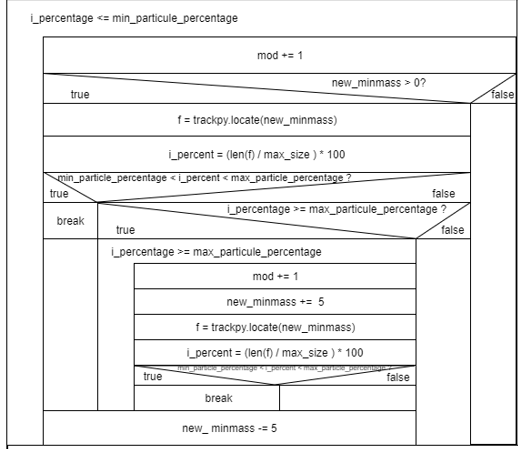 i_percentage <= min_particule_percentage
mod += 1
new_minmass > 0?
true
false
f = trackpy.locate(new_minmass)
i_percent = (len(f) / max_size ) * 100
min_particle_percentage < i_percent < max_particle_percentage ?
true
false
break
i_percentage >= max_particule_percentage ?
true
false
i_percentage >= max_particule_percentage
mod += 1
new_minmass += 5
f = trackpy.locate(new_minmass)
i_percent = (len(f) / max_size ) * 100
min_particle_percentage < i_percent < max_particle_percentage ?
true
false
break
new_ minmass -= 5